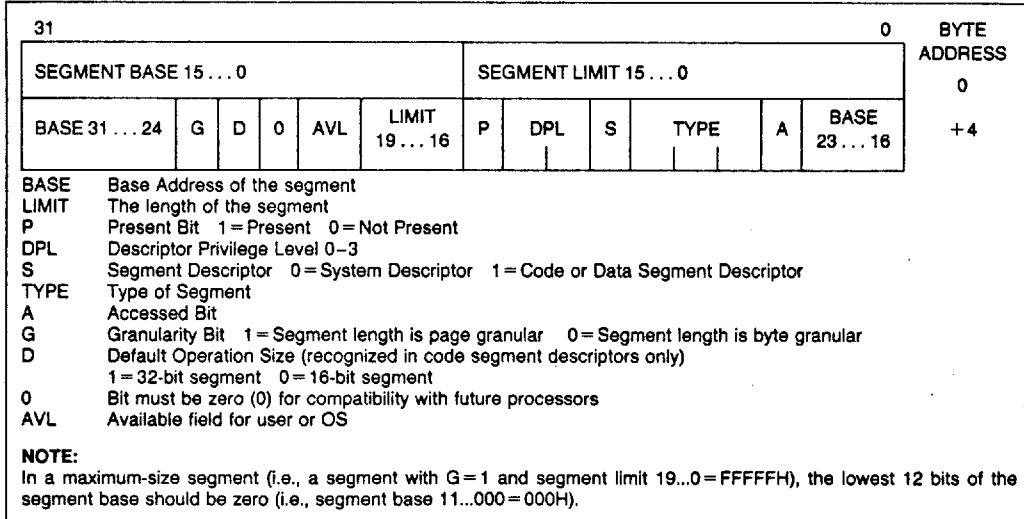 31 0 BYTE ADDRESS
SEGMENT BASE 15...0 SEGMENT LIMIT 15...0 0
BASE 31...24 G D 0 AVL LIMIT 19...16 P DPL S TYPE A BASE 23...16 +4
BASE Base Address of the segment
LIMIT The length of the segment
P Present Bit 1=Present 0=Not Present
DPL Descriptor Privilege Level 0–3
S Segment Descriptor 0=System Descriptor 1=Code or Data Segment Descriptor
TYPE Type of Segment
A Accessed Bit
G Granularity Bit 1=Segment length is page granular 0=Segment length is byte granular
D Default Operation Size (recognized in code segment descriptors only)
1=32-bit segment 0=16-bit segment
0 Bit must be zero (0) for compatibility with future processors
AVL Available field for user or OS
NOTE:
In a maximum-size segment (i.e., a segment with G=1 and segment limit 19...0=FFFFFH), the lowest 12 bits of the
segment base should be zero (i.e., segment base 11...000=000H).